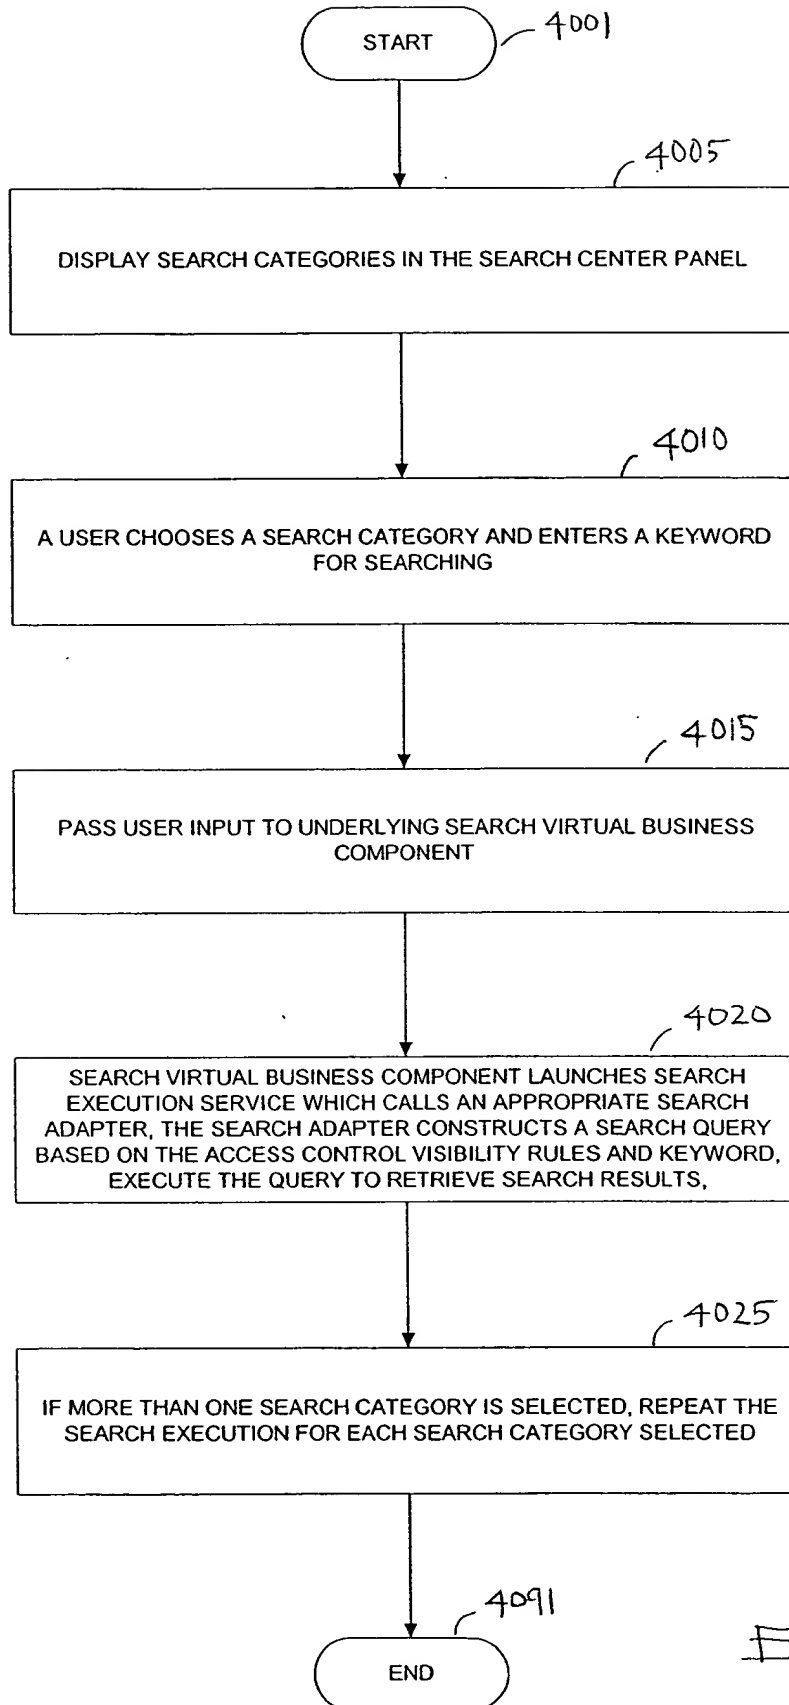 START
4001
4005
DISPLAY SEARCH CATEGORIES IN THE SEARCH CENTER PANEL
4010
A USER CHOOSES A SEARCH CATEGORY AND ENTERS A KEYWORD
FOR SEARCHING
4015
PASS USER INPUT TO UNDERLYING SEARCH VIRTUAL BUSINESS
COMPONENT
4020
SEARCH VIRTUAL BUSINESS COMPONENT LAUNCHES SEARCH
EXECUTION SERVICE WHICH CALLS AN APPROPRIATE SEARCH
ADAPTER, THE SEARCH ADAPTER CONSTRUCTS A SEARCH QUERY
BASED ON THE ACCESS CONTROL VISIBILITY RULES AND KEYWORD,
EXECUTE THE QUERY TO RETRIEVE SEARCH RESULTS,
4025
IF MORE THAN ONE SEARCH CATEGORY IS SELECTED, REPEAT THE
SEARCH EXECUTION FOR EACH SEARCH CATEGORY SELECTED
4091
END